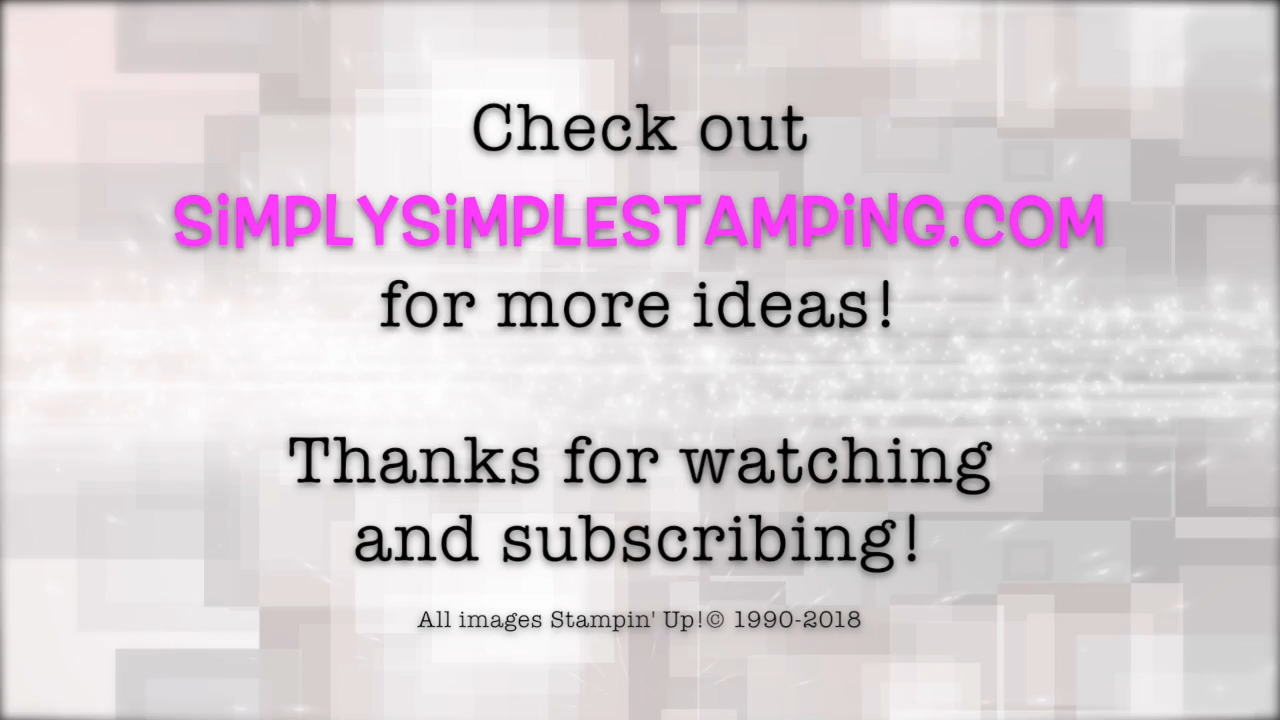 Check out
SiMPLYSiMPLESTAMPiNG.COM
for more ideas!
Thanks for watching
and subscribing!
All images Stampin' Up!© 1990-2018